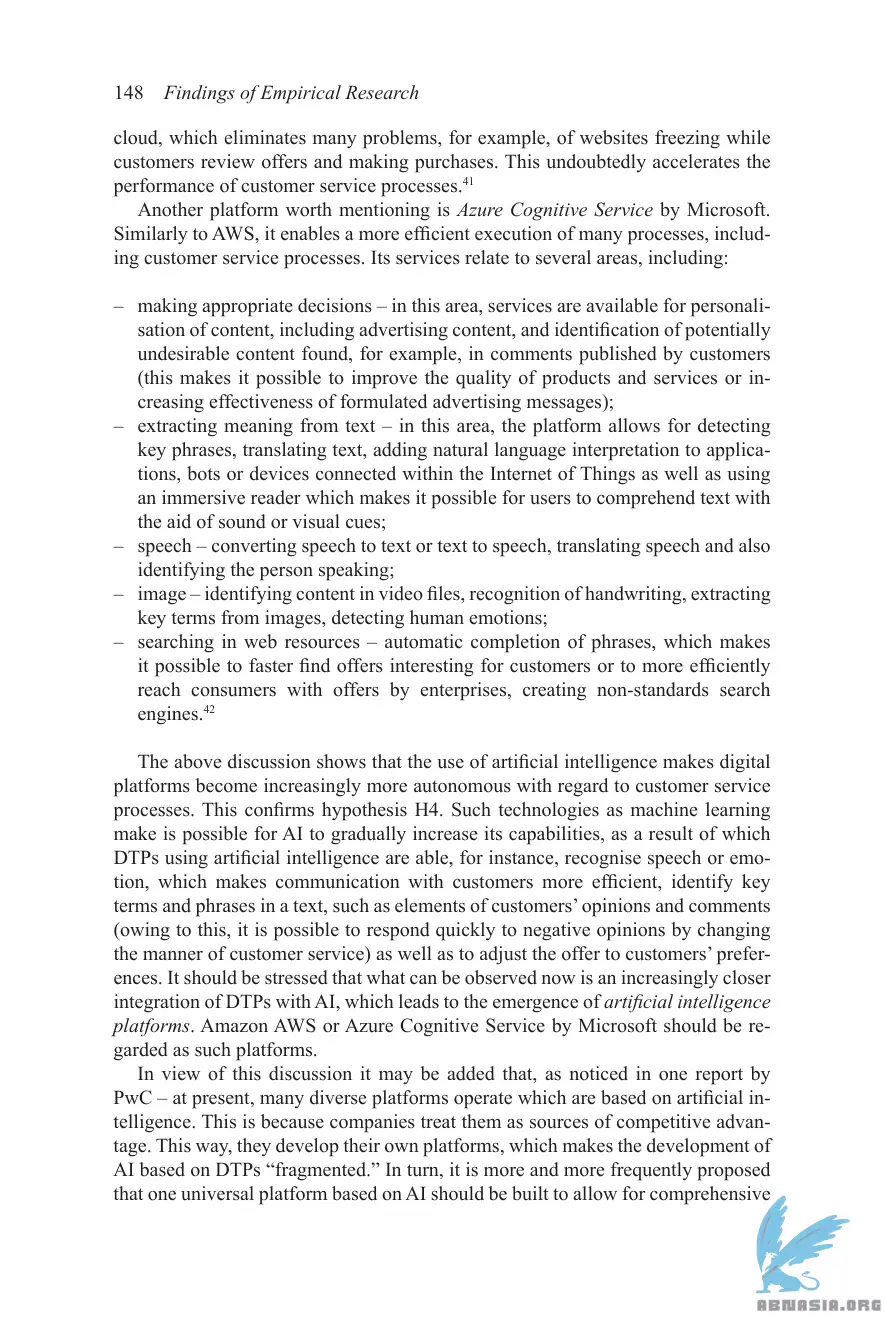 148 Findings of Empirical Research
cloud, which eliminates many problems, for example, of websites freezing while
customers review offers and making purchases. This undoubtedly accelerates the
performance of customer service processes.41
Another platform worth mentioning is Azure Cognitive Service by Microsoft.
Similarly to AWS, it enables a more efficient execution of many processes, includ-
ing customer service processes. Its services relate to several areas, including:
– making appropriate decisions – in this area, services are available for personali-
sation of content, including advertising content, and identification of potentially
undesirable content found, for example, in comments published by customers
(this makes it possible to improve the quality of products and services or in-
creasing effectiveness of formulated advertising messages);
– extracting meaning from text – in this area, the platform allows for detecting
key phrases, translating text, adding natural language interpretation to applica-
tions, bots or devices connected within the Internet of Things as well as using
an immersive reader which makes it possible for users to comprehend text with
the aid of sound or visual cues;
– speech – converting speech to text or text to speech, translating speech and also
identifying the person speaking;
– image – identifying content in video files, recognition of handwriting, extracting
key terms from images, detecting human emotions;
– searching in web resources – automatic completion of phrases, which makes
it possible to faster find offers interesting for customers or to more efficiently
reach consumers with offers by enterprises, creating non-standards search
engines.42
The above discussion shows that the use of artificial intelligence makes digital
platforms become increasingly more autonomous with regard to customer service
processes. This confirms hypothesis H4. Such technologies as machine learning
make is possible for AI to gradually increase its capabilities, as a result of which
DTPs using artificial intelligence are able, for instance, recognise speech or emo-
tion, which makes communication with customers more efficient, identify key
terms and phrases in a text, such as elements of customers’ opinions and comments
(owing to this, it is possible to respond quickly to negative opinions by changing
the manner of customer service) as well as to adjust the offer to customers’ prefer-
ences. It should be stressed that what can be observed now is an increasingly closer
integration of DTPs with AI, which leads to the emergence of artificial intelligence
platforms. Amazon AWS or Azure Cognitive Service by Microsoft should be re-
garded as such platforms.
In view of this discussion it may be added that, as noticed in one report by
PwC – at present, many diverse platforms operate which are based on artificial in-
telligence. This is because companies treat them as sources of competitive advan-
tage. This way, they develop their own platforms, which makes the development of
AI based on DTPs “fragmented.” In turn, it is more and more frequently proposed
that one universal platform based on AI should be built to allow for comprehensive
ABNASIA.ORG